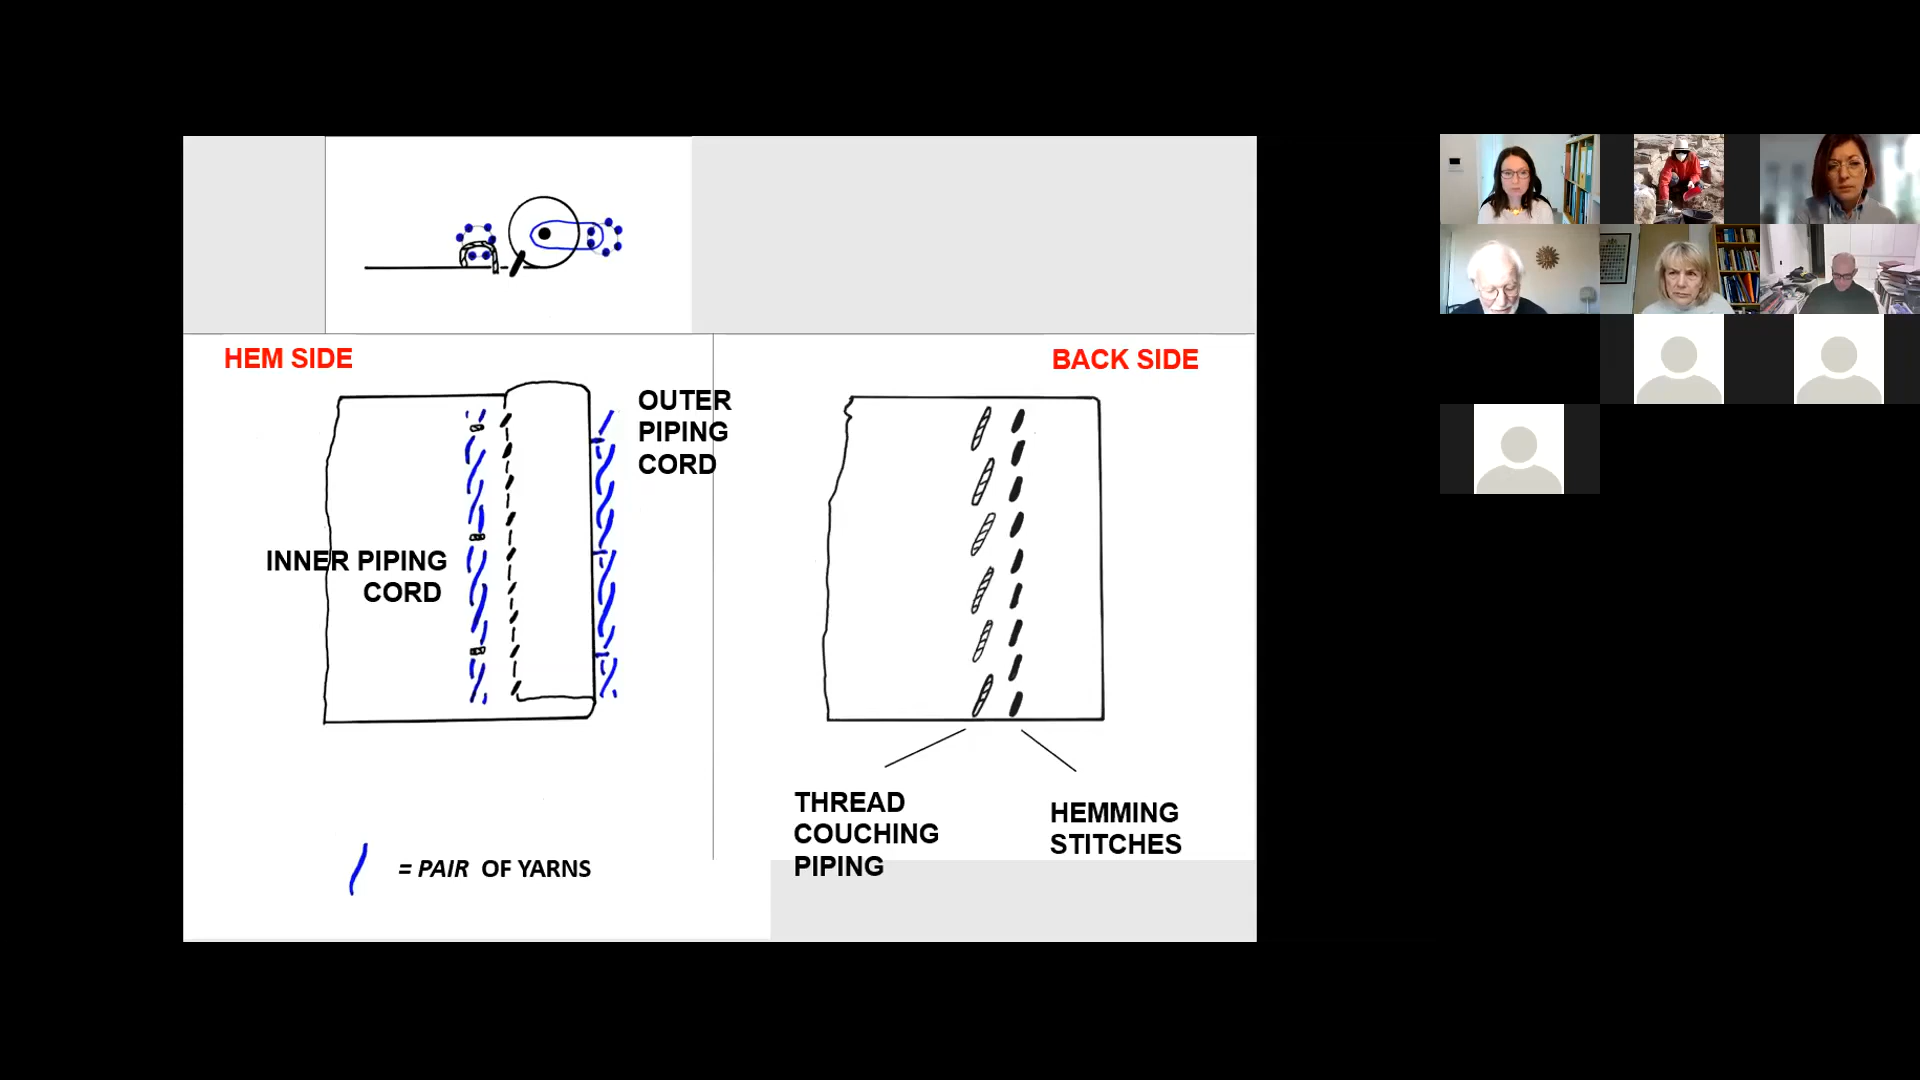 HEM SIDE
BACK SIDE
OUTER
PIPING
CORD
INNER PIPING
CORD
THREAD
COUCHING
PIPING
HEMMING
STITCHES
= PAIR OF YARNS